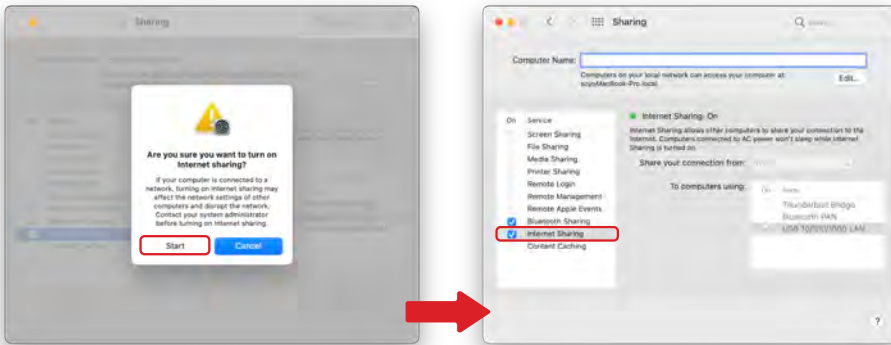 Sharing
Are you sure you want to turn on
Internet sharing?
If your computer is connected to a
network, turning on Internet sharing may
affect the network settings of other
computers and disrupt the network.
Contact your system administrator
before turning on Internet sharing.
Start
Cancel
Sharing
Computer Name:
Computers on your local network can access your computer at:
Edit...
On
Service
Screen Sharing
File Sharing
Media Sharing
Printer Sharing
Remote Login
Remote Management
Remote Apple Events
Bluetooth Sharing
Internet Sharing
Content Caching
Internet Sharing: On
Internet Sharing allows other computers to share your connection to the
Internet. Computers connected to AC power won't sleep while Internet
Sharing is turned on.
Share your connection from:
To computers using:
On
Thunderbolt Bridge
Bluetooth PAN
USB 10/100/1000 LAN
?